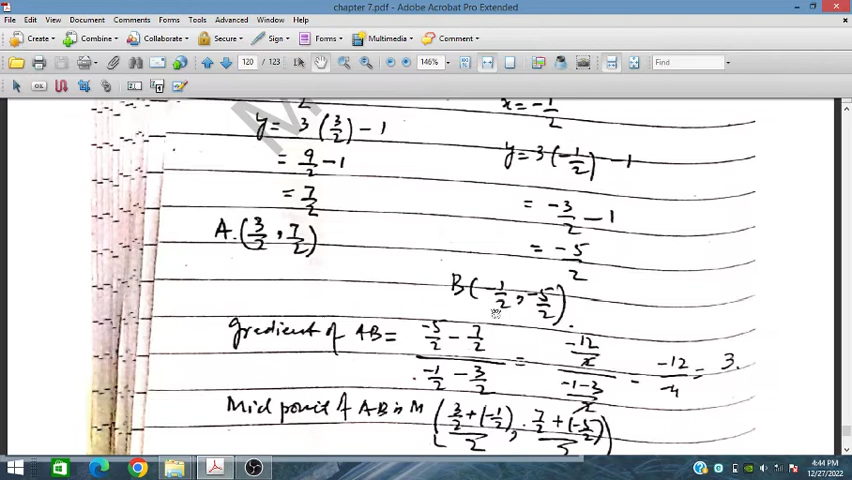 chapter 7.pdf - Adobe Acrobat Pro Extended
File Edit View Document Comments Forms Tools Advanced Window Help
Create Combine Collaborate Secure Sign Forms Multimedia Comment
120 / 123 146% Find
x = -1/2
y = 3(3/2) - 1
= 9/2 - 1
= 7/2
A. (3/2, 7/2)
y = 3(-1/2) - 1
= -3/2 - 1
= -5/2
B(-1/2, -5/2).
gradient of AB = (-5/2 - 7/2)/(-1/2 - 3/2) = (-12/2)/((-1-3)/2) = -12/-4 = 3.
Mid point of AB is M ((3/2 + (-1/2))/2, (7/2 + (-5/2))/2)
4:44 PM
12/27/2022